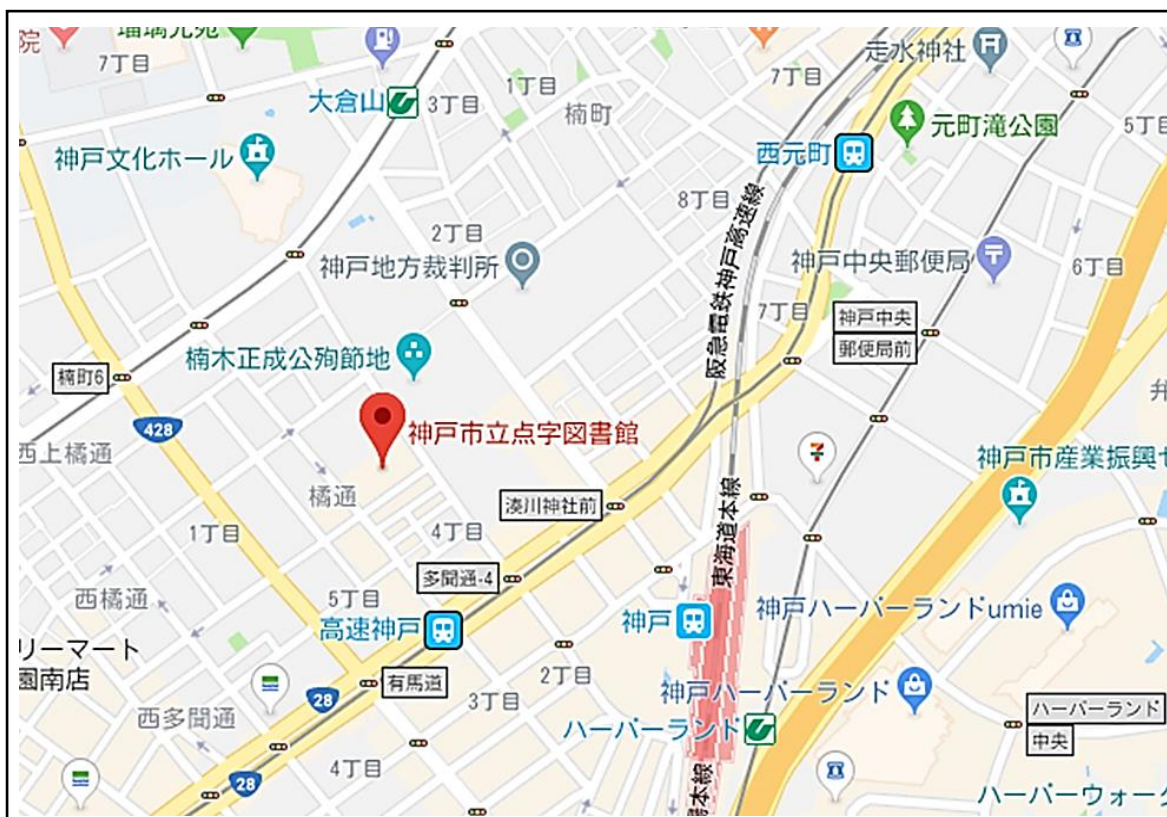 院
瑠璃光苑
7丁目
大倉山
3丁目
1丁目
楠町
7丁目
走水神社
元町滝公園
5丁目
神戸文化ホール
西元町
8丁目
2丁目
神戸地方裁判所
阪急電鉄神戸高速線
神戸中央郵便局
6丁目
7丁目
神戸中央
郵便局前
楠木正成公殉節地
楠町6
428
西上橘通
神戸市立点字図書館
橘通
神戸市産業振興セ
弁
湊川神社前
1丁目
4丁目
東海道本線
多聞通-4
西橘通
5丁目
高速神戸
神戸
神戸ハーバーランドumie
リーマート
園南店
有馬道
2丁目
神戸ハーバーランド
28
3丁目
西多聞通
ハーバーランド
ハーバーランド
中央
4丁目
28
本線
ハーバーウォーク